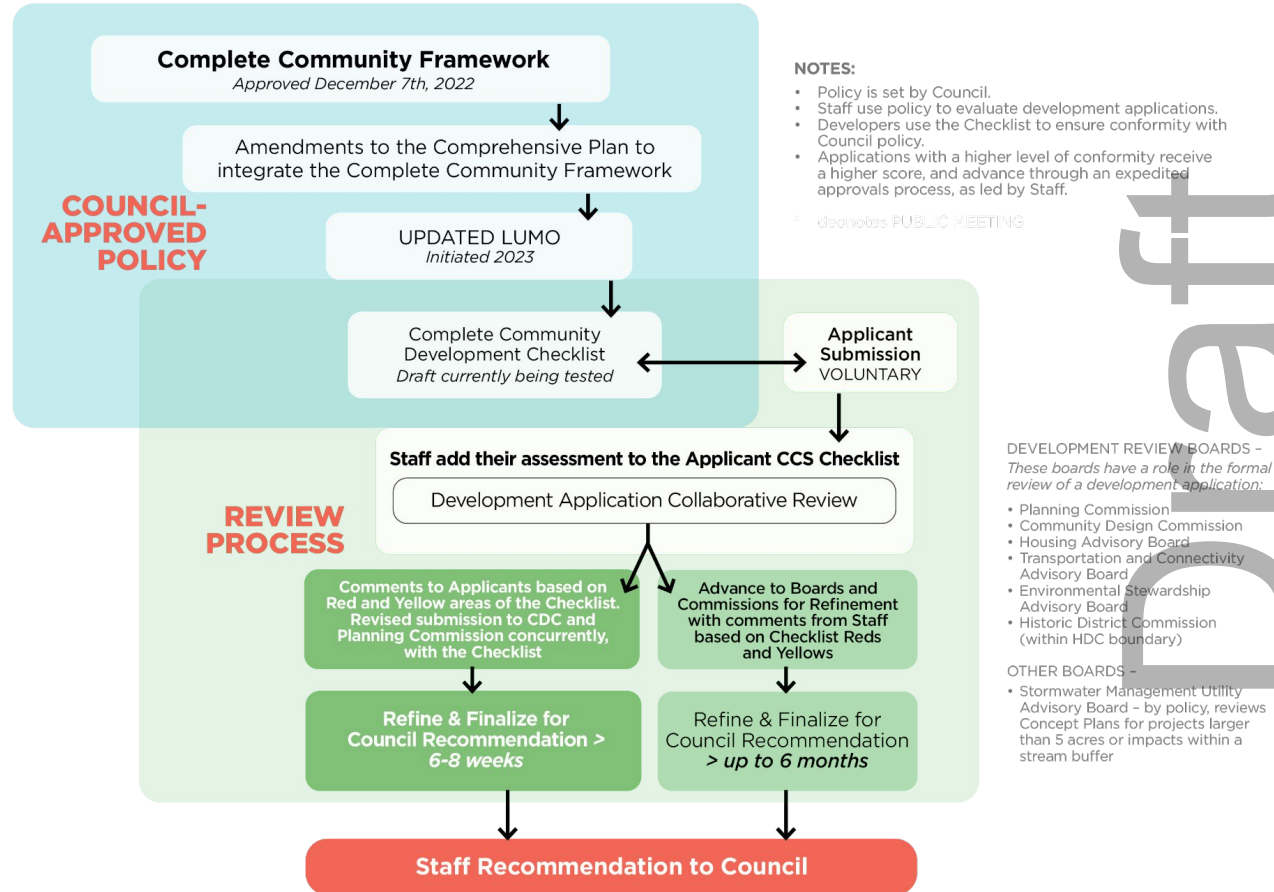 Complete Community Framework
Approved December 7th, 2022
Amendments to the Comprehensive Plan to
integrate the Complete Community Framework
COUNCIL-
APPROVED
POLICY
UPDATED LUMO
Initiated 2023
Complete Community
Development Checklist
Draft currently being tested
Applicant
Submission
VOLUNTARY
NOTES:
• Policy is set by Council.
• Staff use policy to evaluate development applications.
• Developers use the Checklist to ensure conformity with
Council policy.
• Applications with a higher level of conformity receive
a higher score, and advance through an expedited
approvals process, as led by Staff.
* deanotes PUBLIC MEETING
REVIEW
PROCESS
Staff add their assessment to the Applicant CCS Checklist
Development Application Collaborative Review
Comments to Applicants based on
Red and Yellow areas of the Checklist.
Revised submission to CDC and
Planning Commission concurrently,
with the Checklist
Advance to Boards and
Commissions for Refinement
with comments from Staff
based on Checklist Reds
and Yellows
Refine & Finalize for
Council Recommendation >
6-8 weeks
Refine & Finalize for
Council Recommendation
> up to 6 months
Staff Recommendation to Council
DEVELOPMENT REVIEW BOARDS –
These boards have a role in the formal
review of a development application:
• Planning Commission
• Community Design Commission
• Housing Advisory Board
• Transportation and Connectivity
Advisory Board
• Environmental Stewardship
Advisory Board
• Historic District Commission
(within HDC boundary)
OTHER BOARDS –
• Stormwater Management Utility
Advisory Board – by policy, reviews
Concept Plans for projects larger
than 5 acres or impacts within a
stream buffer
Draft